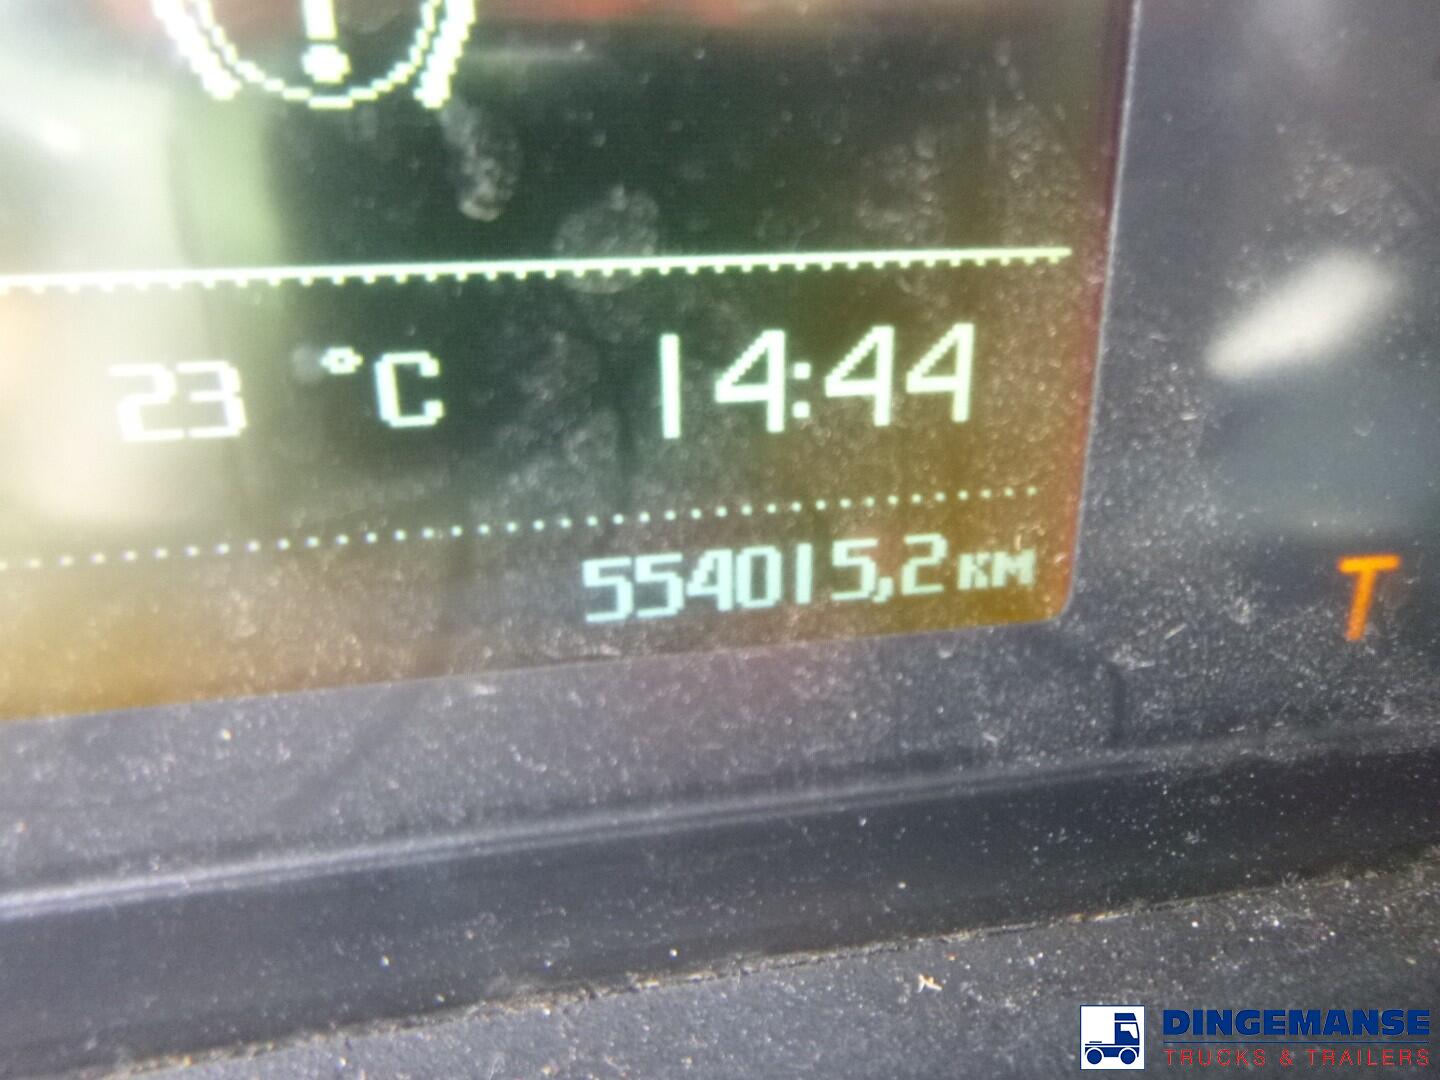 23 °C 14:44
554015,2 KM
T
DINGEMANSE
TRUCKS & TRAILERS